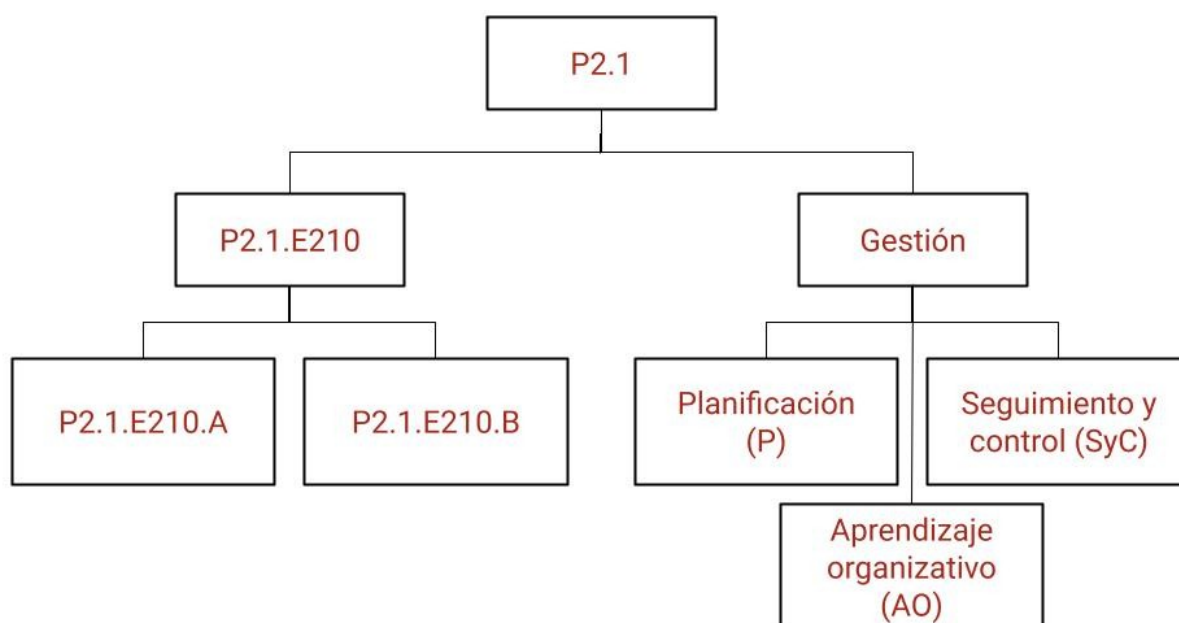 P2.1
P2.1.E210
Gestión
P2.1.E210.A
P2.1.E210.B
Planificación
(P)
Seguimiento y
control (SyC)
Aprendizaje
organizativo
(AO)